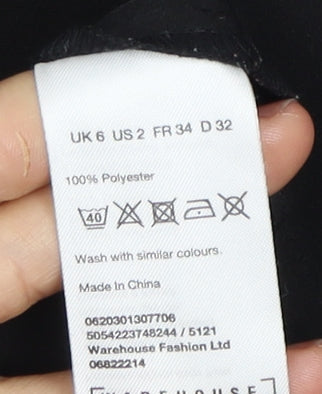 UK 6 US 2 FR 34 D 32
100% Polyester
40
Wash with similar colours.
Made In China
0620301307706
5054223748244 / 5121
Warehouse Fashion Ltd
06822214
WAREHOUSE